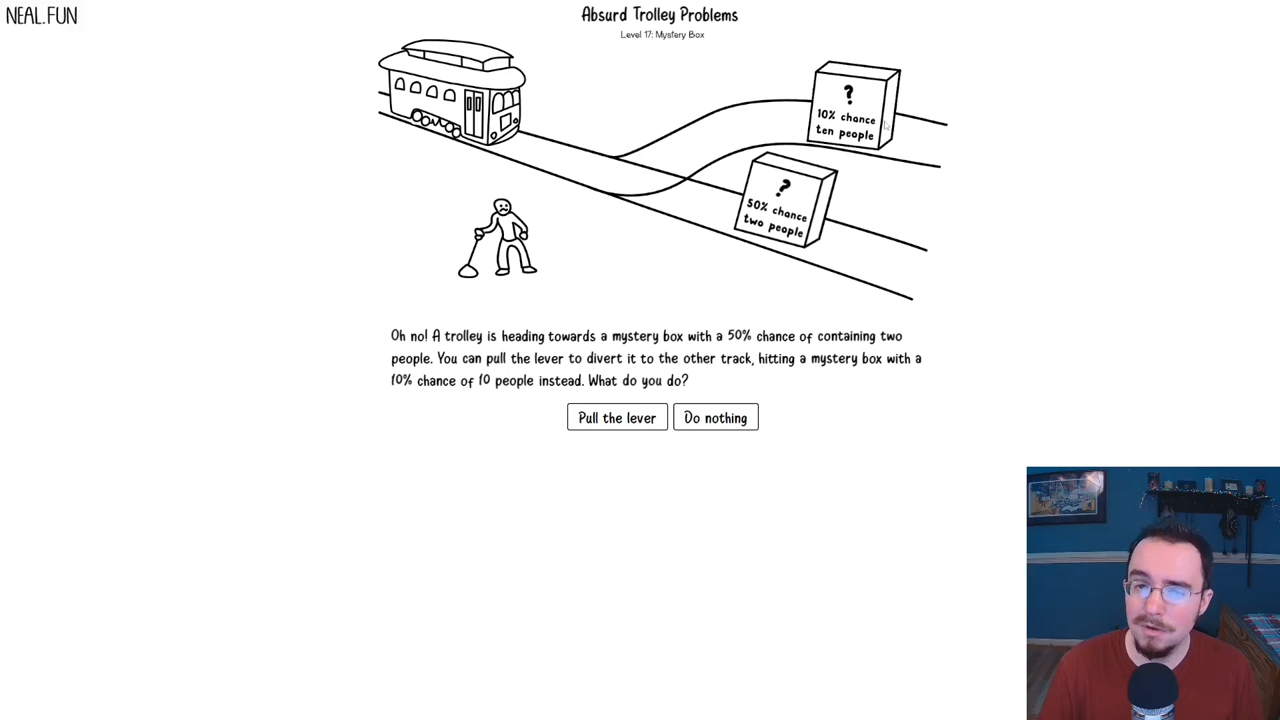 NEAL.FUN
Absurd Trolley Problems
Level 17: Mystery Box
?
10% chance
ten people
?
50% chance
two people
Oh no! A trolley is heading towards a mystery box with a 50% chance of containing two
people. You can pull the lever to divert it to the other track, hitting a mystery box with a
10% chance of 10 people instead. What do you do?
Pull the lever
Do nothing